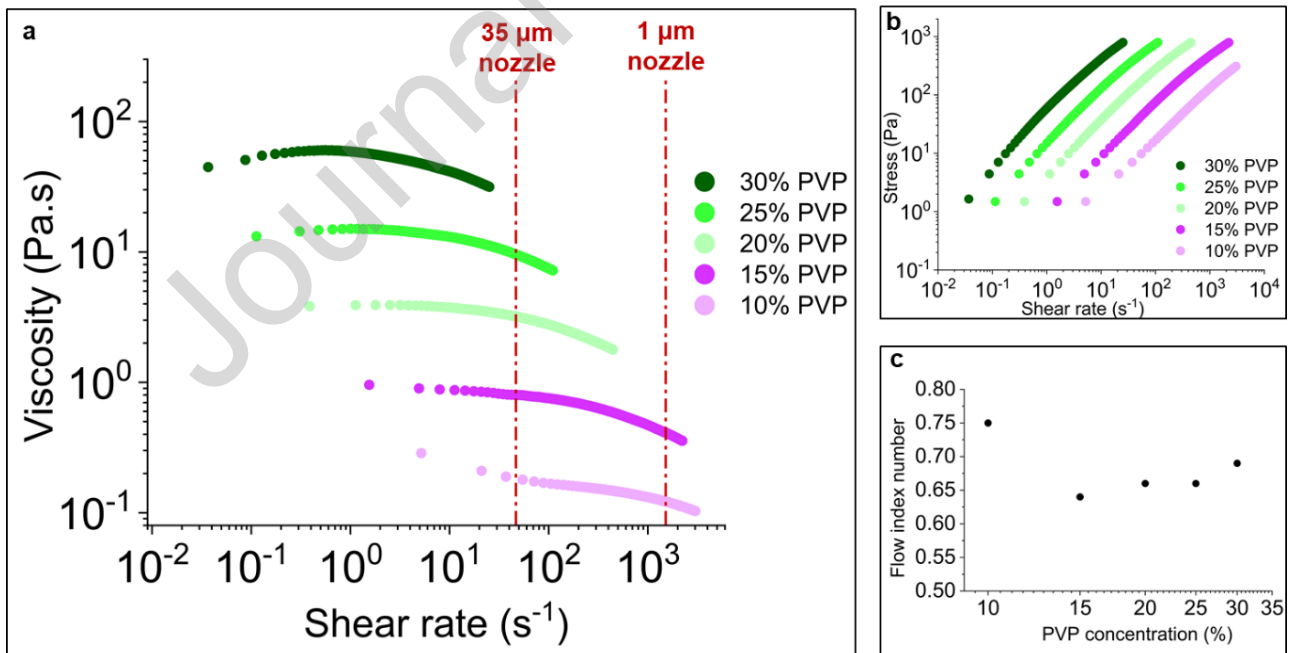 a
35 µm
nozzle
1 µm
nozzle
Journal
10² 
10¹
10⁰
10⁻¹
Viscosity (Pa.s)
10⁻² 10⁻¹ 10⁰ 10¹ 10² 10³
Shear rate (s⁻¹)
30% PVP
25% PVP
20% PVP
15% PVP
10% PVP
b
10³
10²
10¹
10⁰
10⁻¹
Stress (Pa)
30% PVP
25% PVP
20% PVP
15% PVP
10% PVP
10⁻² 10⁻¹ 10⁰ 10¹ 10² 10³ 10⁴
Shear rate (s⁻¹)
c
0.80
0.75
0.70
0.65
0.60
0.55
0.50
Flow index number
10 15 20 25 30 35
PVP concentration (%)